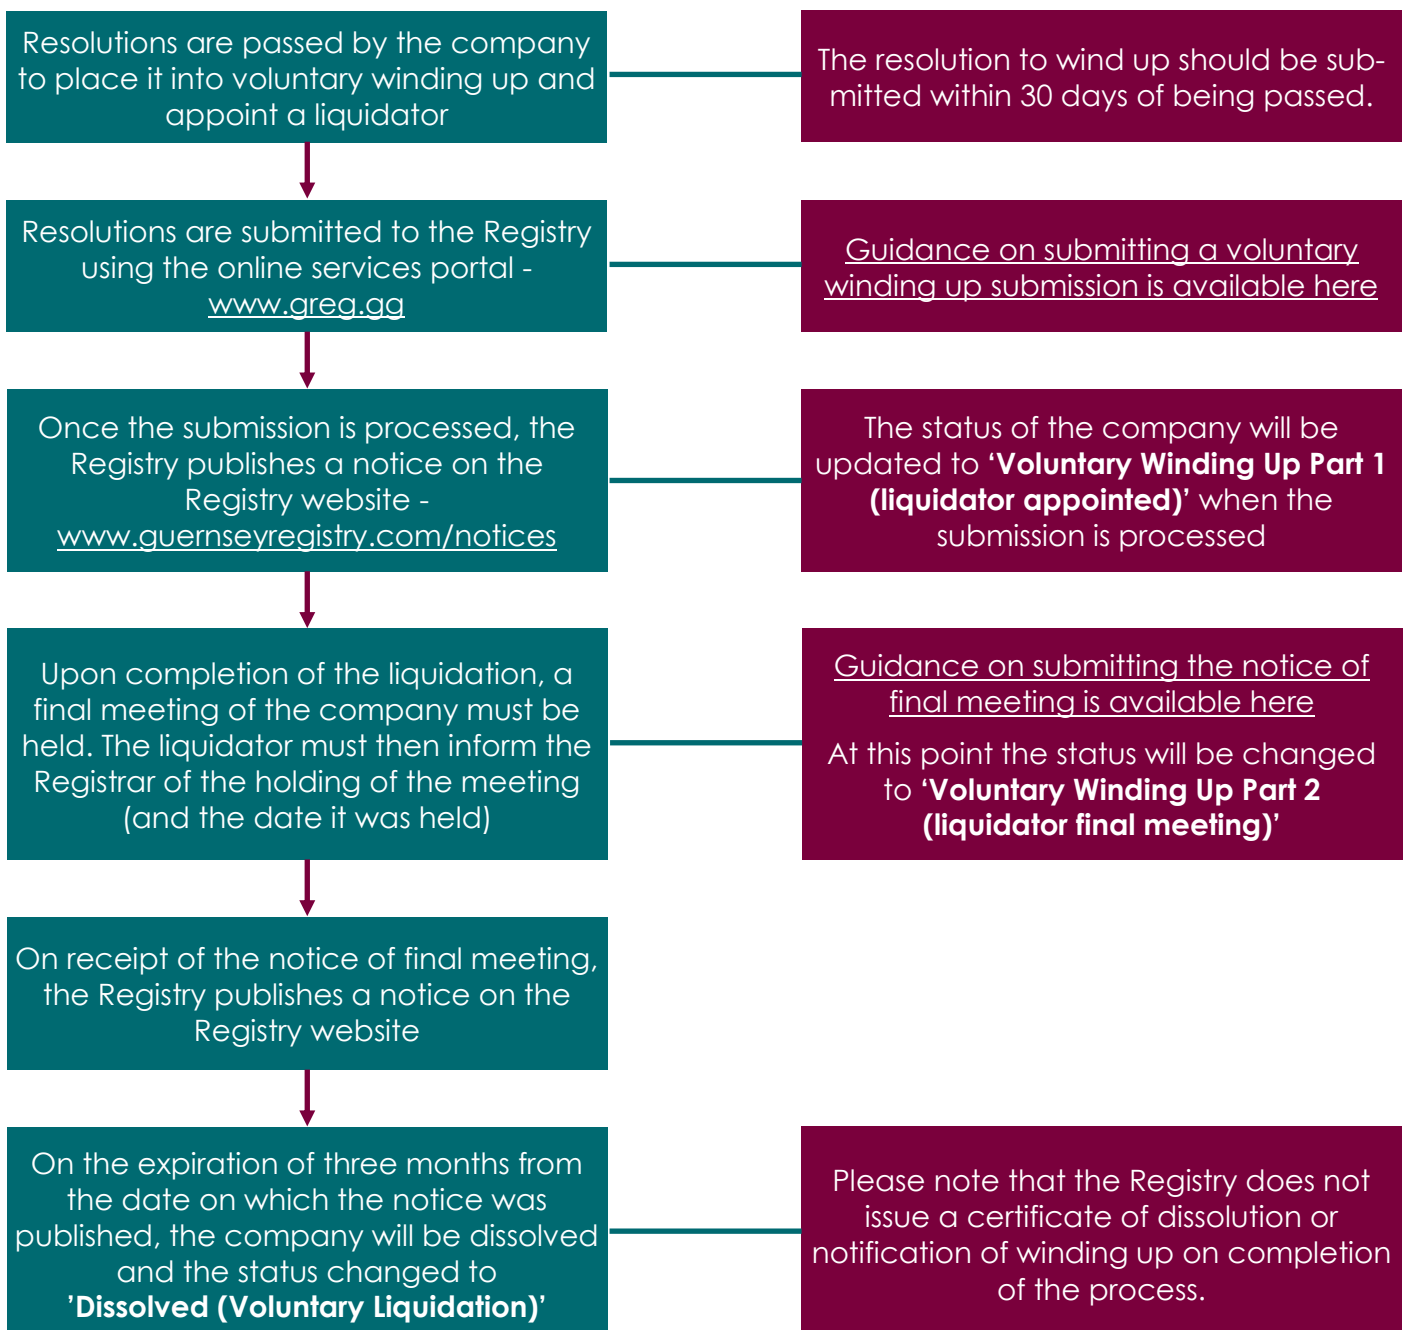 Resolutions are passed by the company
to place it into voluntary winding up and
appoint a liquidator
The resolution to wind up should be sub-
mitted within 30 days of being passed.
Resolutions are submitted to the Registry
using the online services portal -
www.greg.gg
Guidance on submitting a voluntary
winding up submission is available here
Once the submission is processed, the
Registry publishes a notice on the
Registry website -
www.guernseyregistry.com/notices
The status of the company will be
updated to ‘Voluntary Winding Up Part 1
(liquidator appointed)’ when the
submission is processed
Upon completion of the liquidation, a
final meeting of the company must be
held. The liquidator must then inform the
Registrar of the holding of the meeting
(and the date it was held)
Guidance on submitting the notice of
final meeting is available here
At this point the status will be changed
to ‘Voluntary Winding Up Part 2
(liquidator final meeting)’
On receipt of the notice of final meeting,
the Registry publishes a notice on the
Registry website
On the expiration of three months from
the date on which the notice was
published, the company will be dissolved
and the status changed to
’Dissolved (Voluntary Liquidation)’
Please note that the Registry does not
issue a certificate of dissolution or
notification of winding up on completion
of the process.